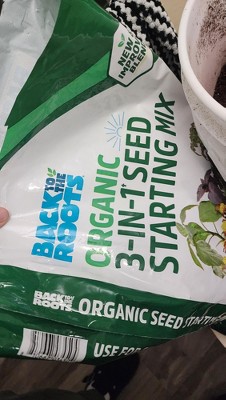 NEW &
IMPROVED
BLEND
BACK TO THE
ROOTS
ORGANIC
3-IN-1 SEED
STARTING MIX
BACK TO THE
ROOTS
ORGANIC SEED STARTING
USE FOR